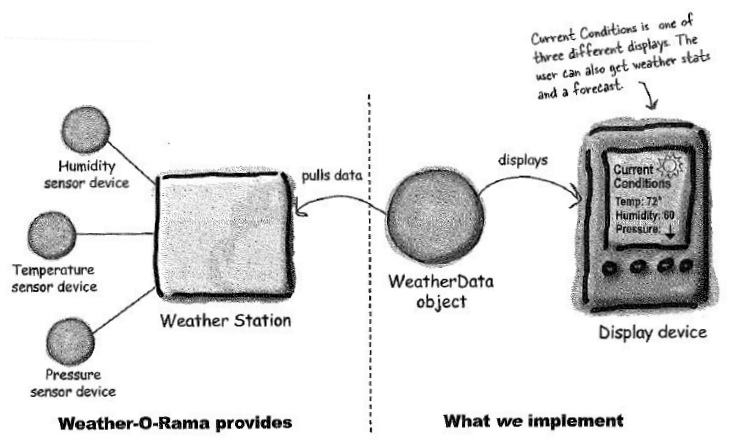 Current Conditions is one of
three different displays. The
user can also get weather stats
and a forecast.
Humidity
sensor device
pulls data
displays
Current
Conditions
Temp: 72°
Humidity: 60
Pressure:
Temperature
sensor device
WeatherData
object
Weather Station
Display device
Pressure
sensor device
Weather-O-Rama provides
What we implement